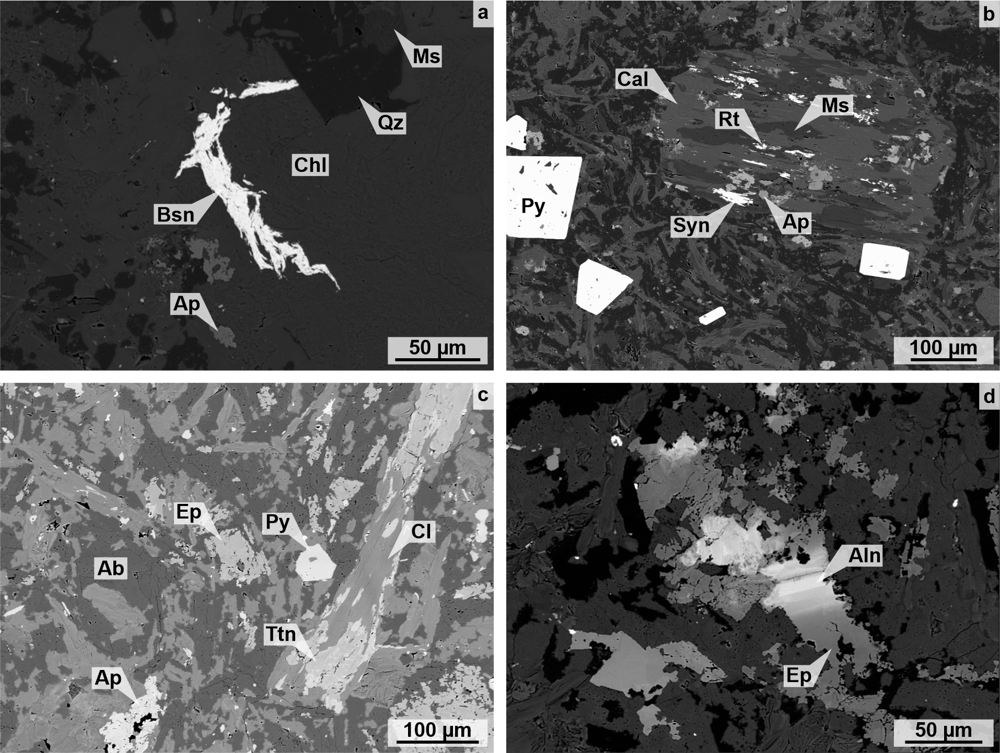 a
Ms
Qz
Chl
Bsn
Ap
50 µm
b
Cal
Ms
Rt
Py
Syn
Ap
100 µm
c
Ep
Py
Cl
Ab
Ttn
Ap
100 µm
d
Aln
Ep
50 µm